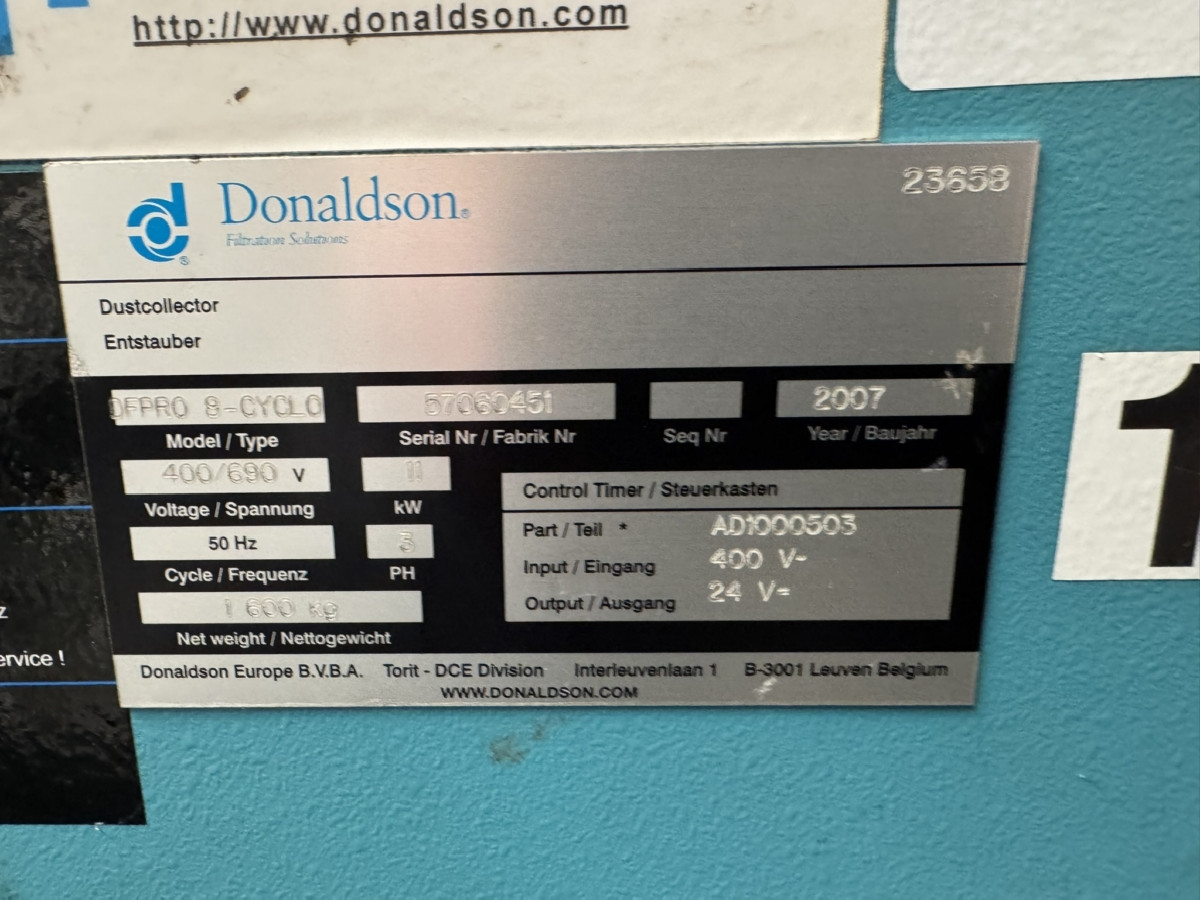 http://www.donaldson.com
23658
Donaldson®
Filtration Solutions
Dustcollector
Entstauber
DFPRO 8-CYCLO 57060451 2007
Model / Type Serial Nr / Fabrik Nr Seq Nr Year / Baujahr
400/690 V 11
Voltage / Spannung kW
Control Timer / Steuerkasten
50 Hz 3
Cycle / Frequenz PH
Part / Teil * AD1000503
Input / Eingang 400 V~
Output / Ausgang 24 V=
1 600 kg
Net weight / Nettogewicht
Donaldson Europe B.V.B.A. Torit - DCE Division Interleuvenlaan 1 B-3001 Leuven Belgium
WWW.DONALDSON.COM
z
ervice !
1